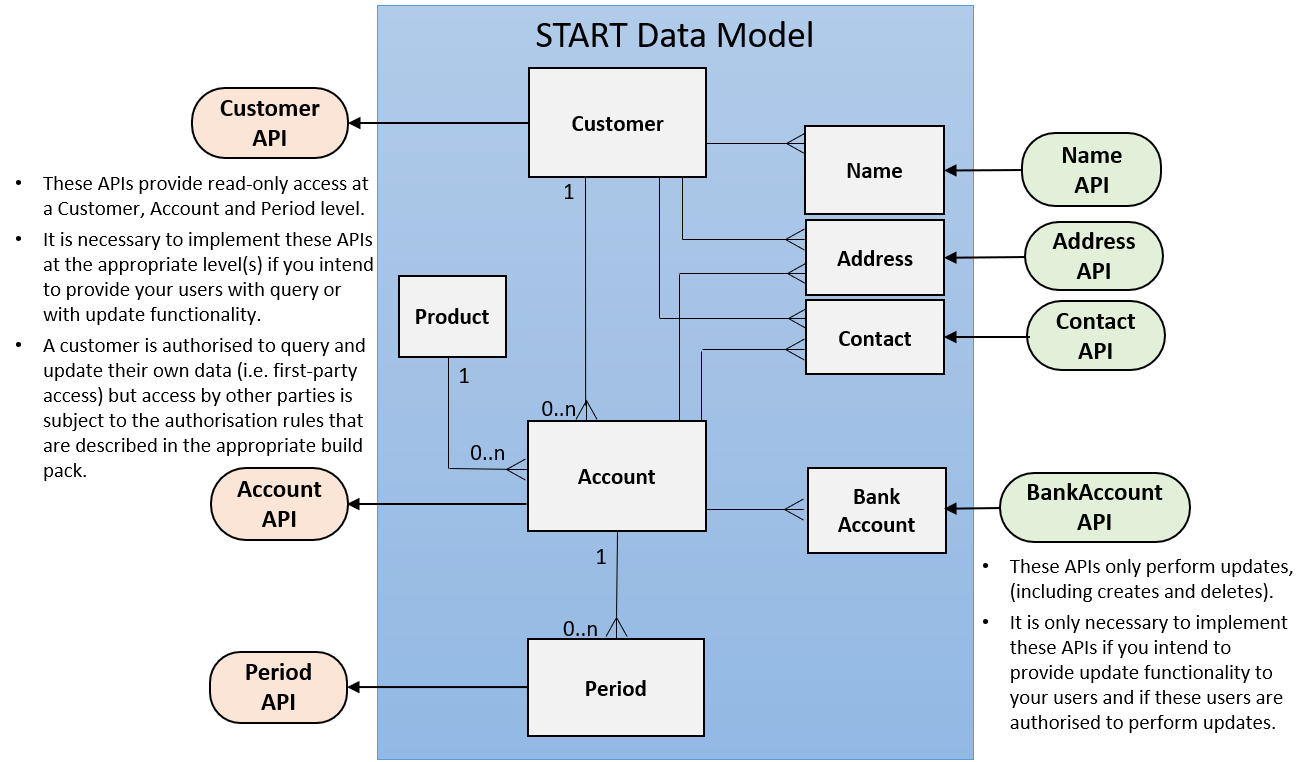 START Data Model
Customer
API
• These APIs provide read-only access at
a Customer, Account and Period level.
• It is necessary to implement these APIs
at the appropriate level(s) if you intend
to provide your users with query or
with update functionality.
• A customer is authorised to query and
update their own data (i.e. first-party
access) but access by other parties is
subject to the authorisation rules that
are described in the appropriate build
pack.
Account
API
Period
API
Customer
1
0..n
Product
1
0..n
Account
1
0..n
Period
Name
Address
Contact
Bank
Account
Name
API
Address
API
Contact
API
BankAccount
API
• These APIs only perform updates,
(including creates and deletes).
• It is only necessary to implement
these APIs if you intend to
provide update functionality to
your users and if these users are
authorised to perform updates.